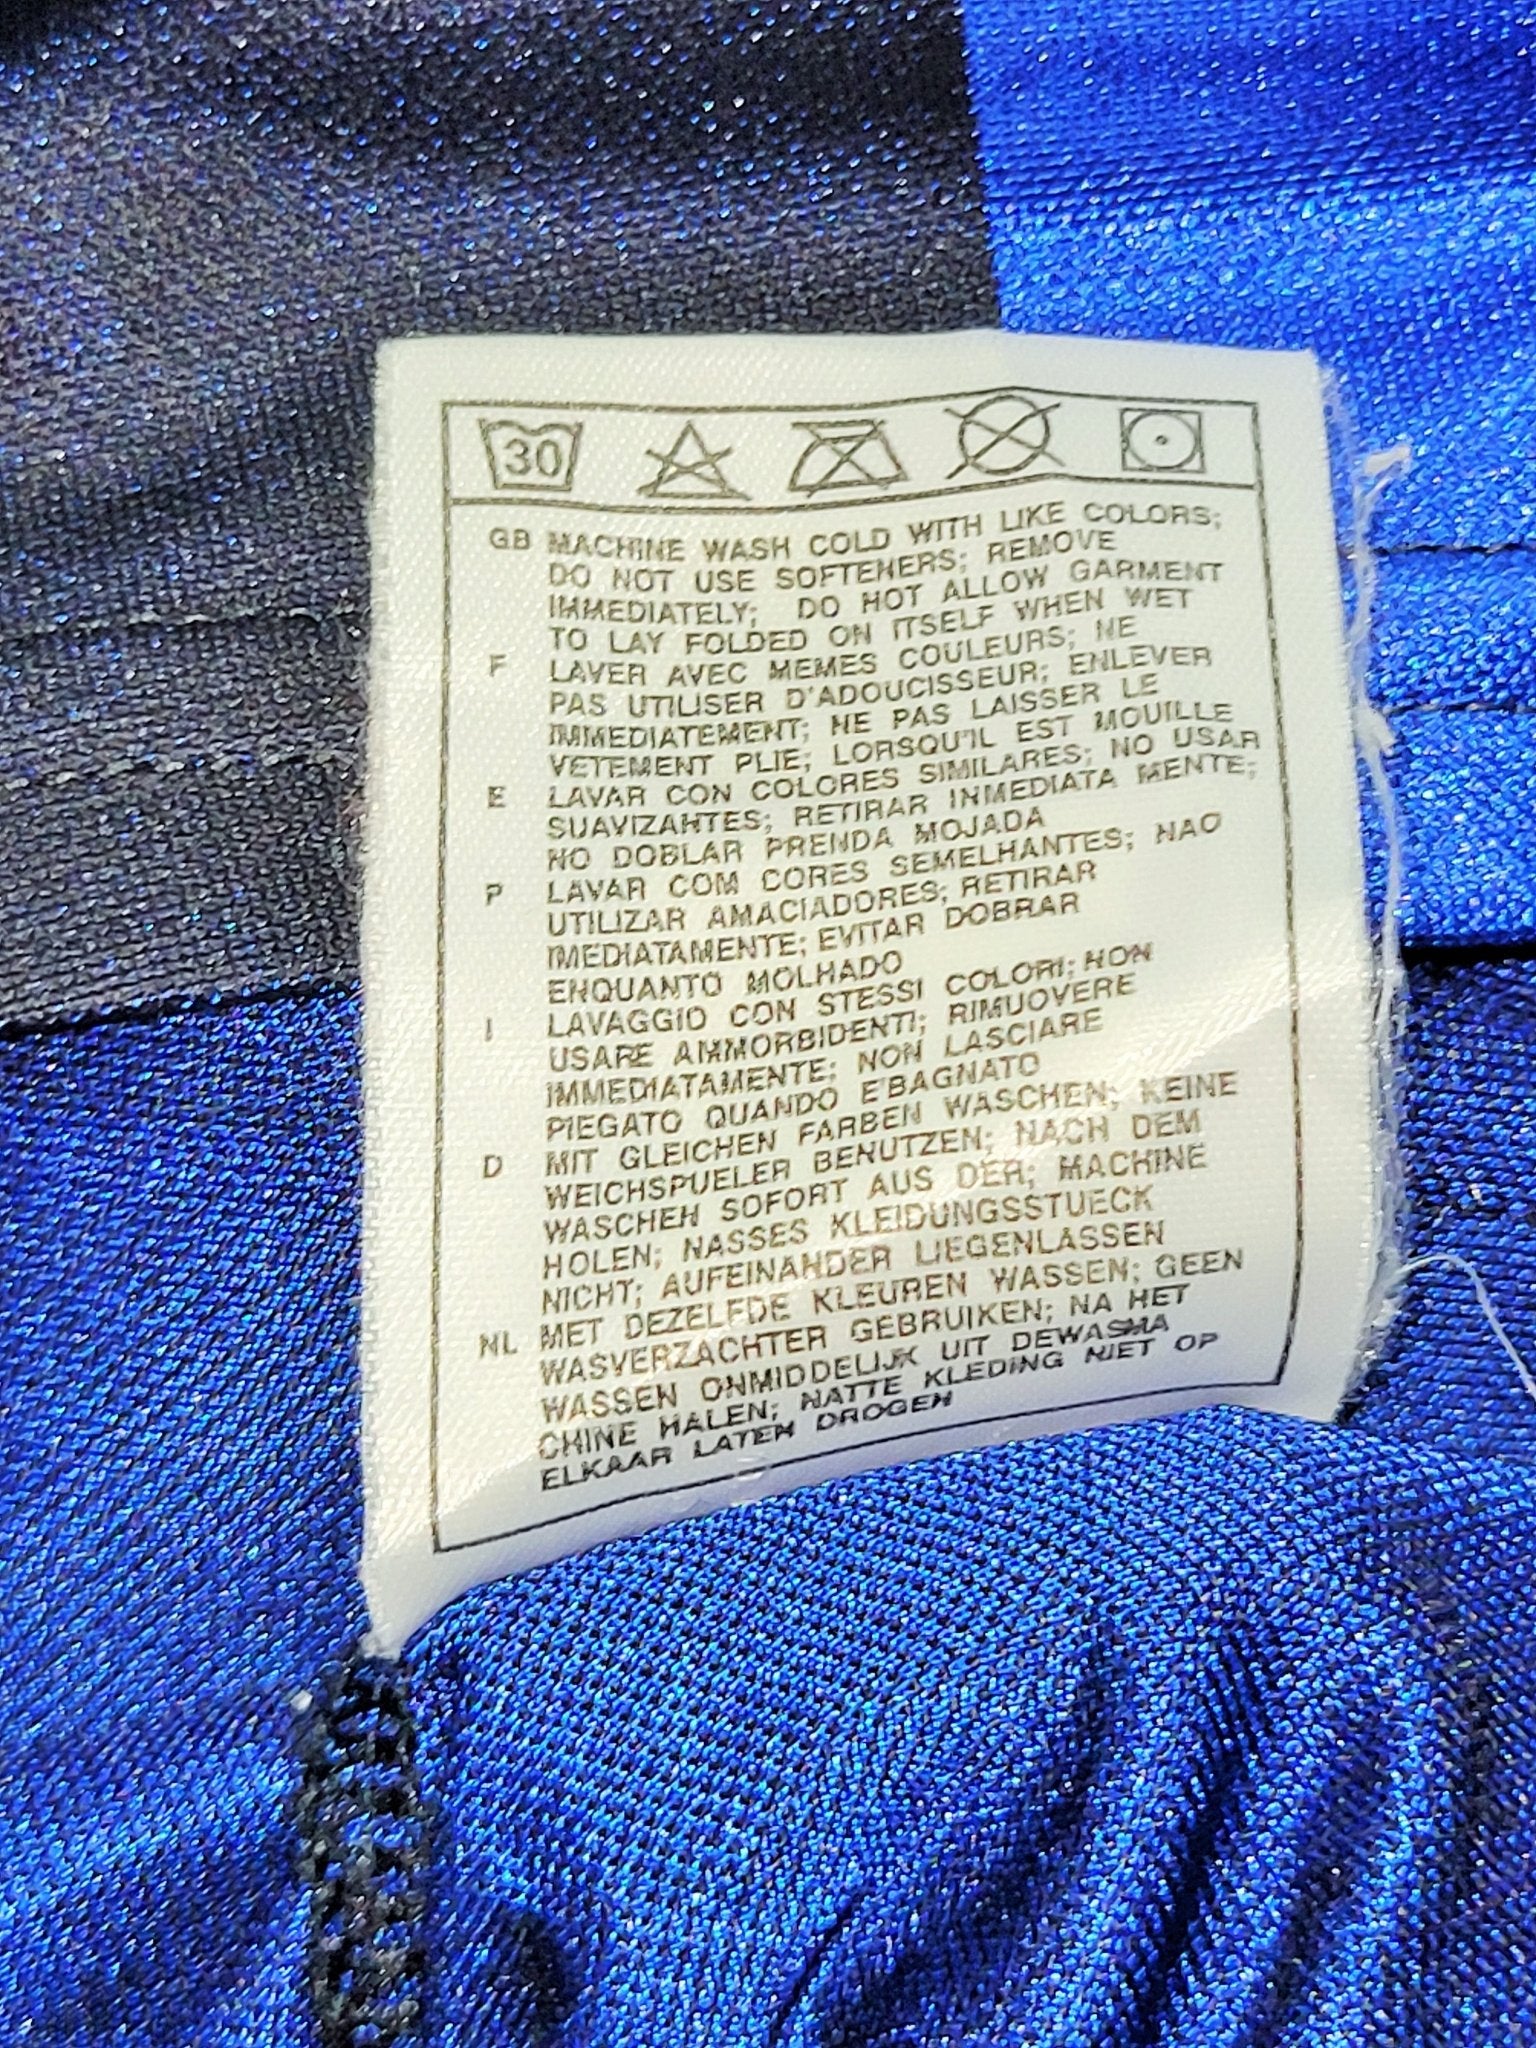 30
GB MACHINE WASH COLD WITH LIKE COLORS;
DO NOT USE SOFTENERS; REMOVE
IMMEDIATELY; DO NOT ALLOW GARMENT
TO LAY FOLDED ON ITSELF WHEN WET
F LAVER AVEC MEMES COULEURS; NE
PAS UTILISER D'ADOUCISSEUR; ENLEVER
IMMEDIATEMENT; NE PAS LAISSER LE
VETEMENT PLIE; LORSQU'IL EST MOUILLE
E LAVAR CON COLORES SIMILARES; NO USAR
SUAVIZANTES; RETIRAR INMEDIATA MENTE;
NO DOBLAR PRENDA MOJADA
P LAVAR COM CORES SEMELHANTES; NAO
UTILIZAR AMACIADORES; RETIRAR
IMEDIATAMENTE; EVITAR DOBRAR
ENQUANTO MOLHADO
I LAVAGGIO CON STESSI COLORI; NON
USARE AMMORBIDENTI; RIMUOVERE
IMMEDIATAMENTE; NON LASCIARE
PIEGATO QUANDO E'BAGNATO
D MIT GLEICHEN FARBEN WASCHEN; KEINE
WEICHSPUELER BENUTZEN; NACH DEM
WASCHEN SOFORT AUS DER; MACHINE
HOLEN; NASSES KLEIDUNGSSTUECK
NICHT; AUFEINANDER LIEGENLASSEN
NL MET DEZELFDE KLEUREN WASSEN; GEEN
WASVERZACHTER GEBRUIKEN; NA HET
WASSEN ONMIDDELIJK UIT DEWASMA
CHINE HALEN; NATTE KLEDING NIET OP
ELKAAR LATEN DROGEN